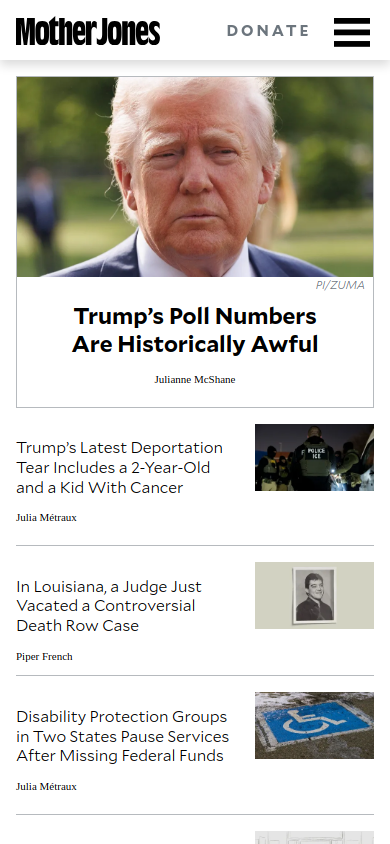 Mother Jones
DONATE
PI/ZUMA
Trump’s Poll Numbers
Are Historically Awful
Julianne McShane
Trump’s Latest Deportation
Tear Includes a 2-Year-Old
and a Kid With Cancer
POLICE
ICE
Julia Métraux
In Louisiana, a Judge Just
Vacated a Controversial
Death Row Case
Piper French
Disability Protection Groups
in Two States Pause Services
After Missing Federal Funds
Julia Métraux